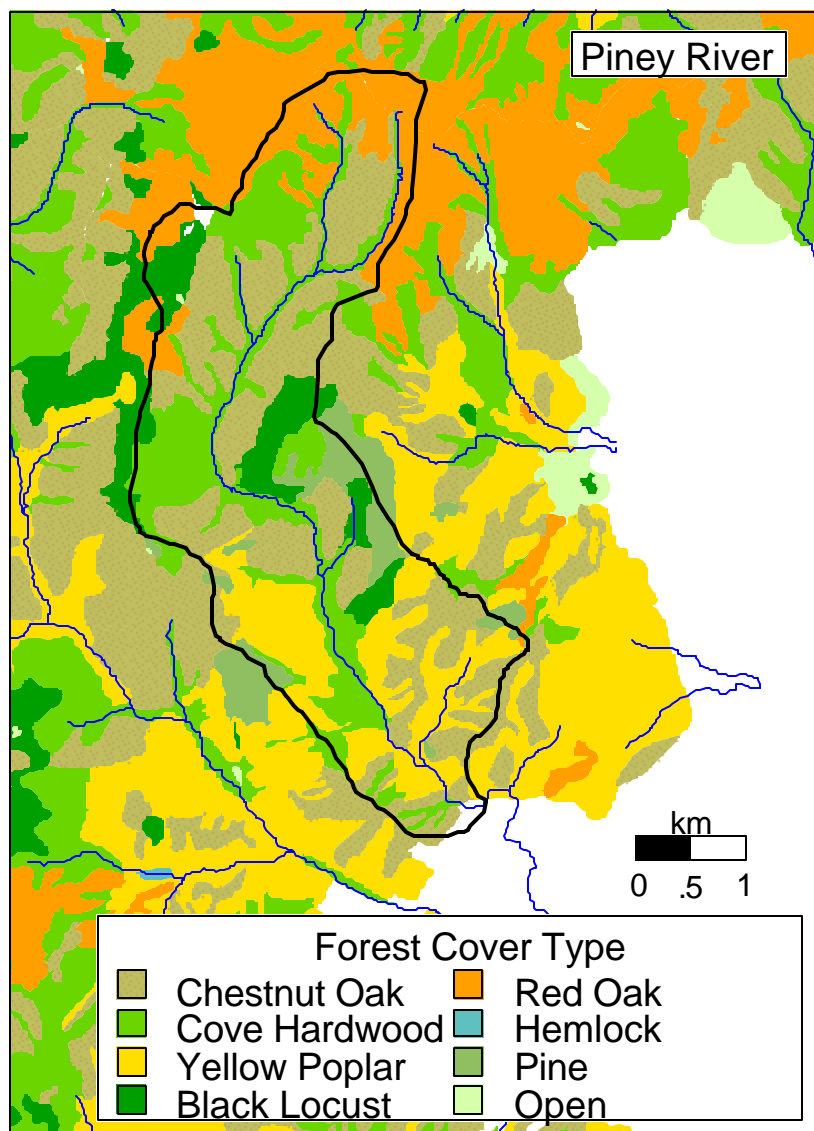 Piney River
km
0 .5 1
Forest Cover Type
Chestnut Oak Red Oak
Cove Hardwood Hemlock
Yellow Poplar Pine
Black Locust Open